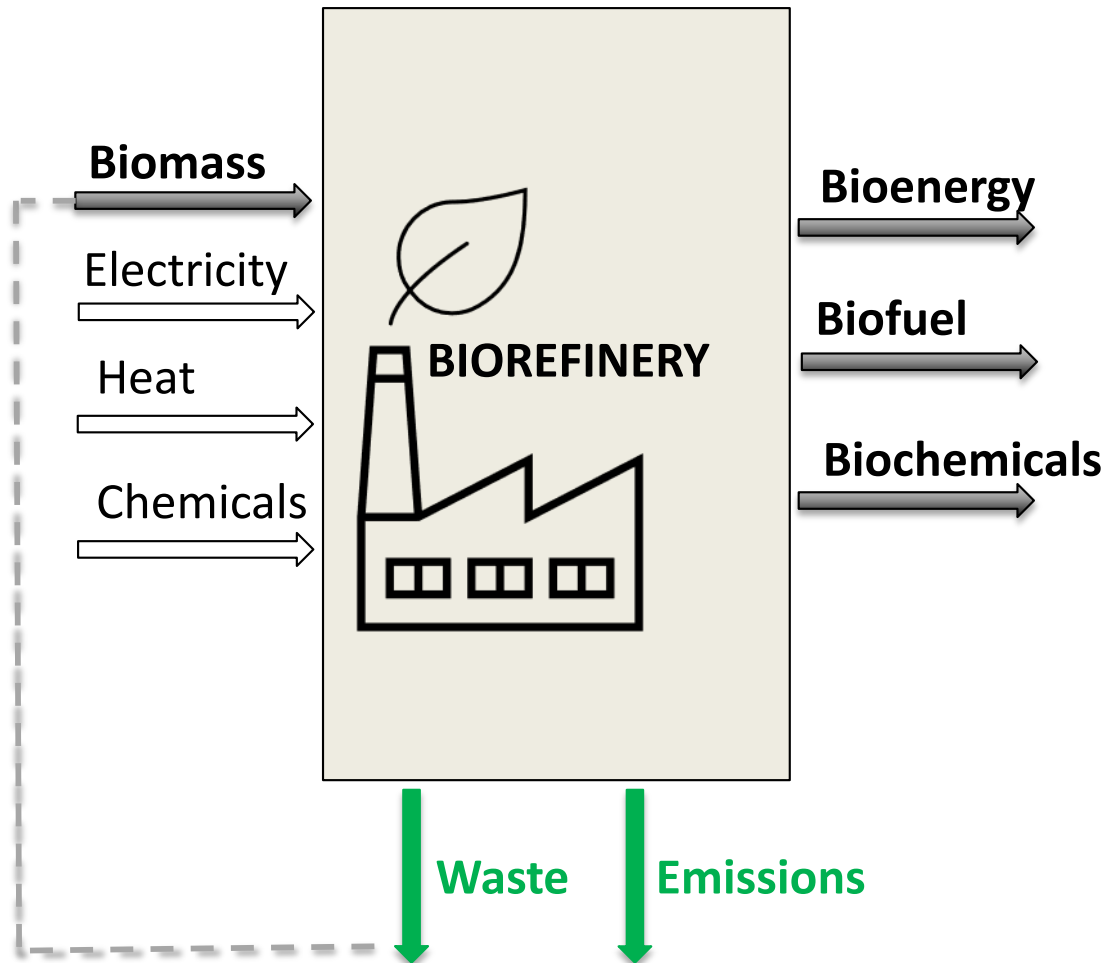 Biomass
Electricity
Heat
Chemicals
BIOREFINERY
Bioenergy
Biofuel
Biochemicals
Waste
Emissions